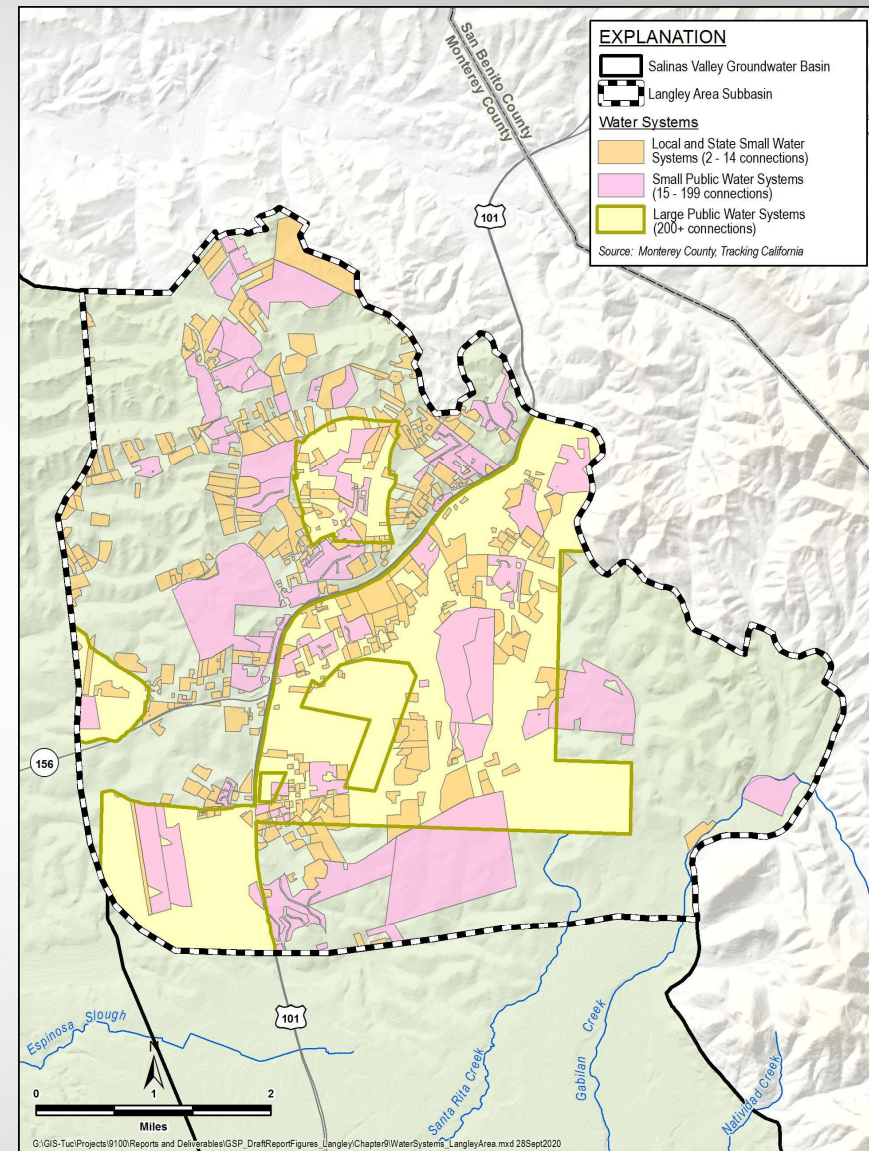 EXPLANATION
Salinas Valley Groundwater Basin
Langley Area Subbasin
Water Systems
Local and State Small Water
Systems (2 - 14 connections)
Small Public Water Systems
(15 - 199 connections)
Large Public Water Systems
(200+ connections)
Source: Monterey County, Tracking California
San Benito County
Monterey County
101
156
101
Espinosa Slough
Santa Rita Creek
Gabilan Creek
Natividad Creek
N
0 1 2
Miles
G:\GIS-Tuc\Projects\9100\Reports and Deliverables\GSP_DraftReportFigures_Langley\Chapter9\WaterSystems_LangleyArea.mxd 28Sept2020